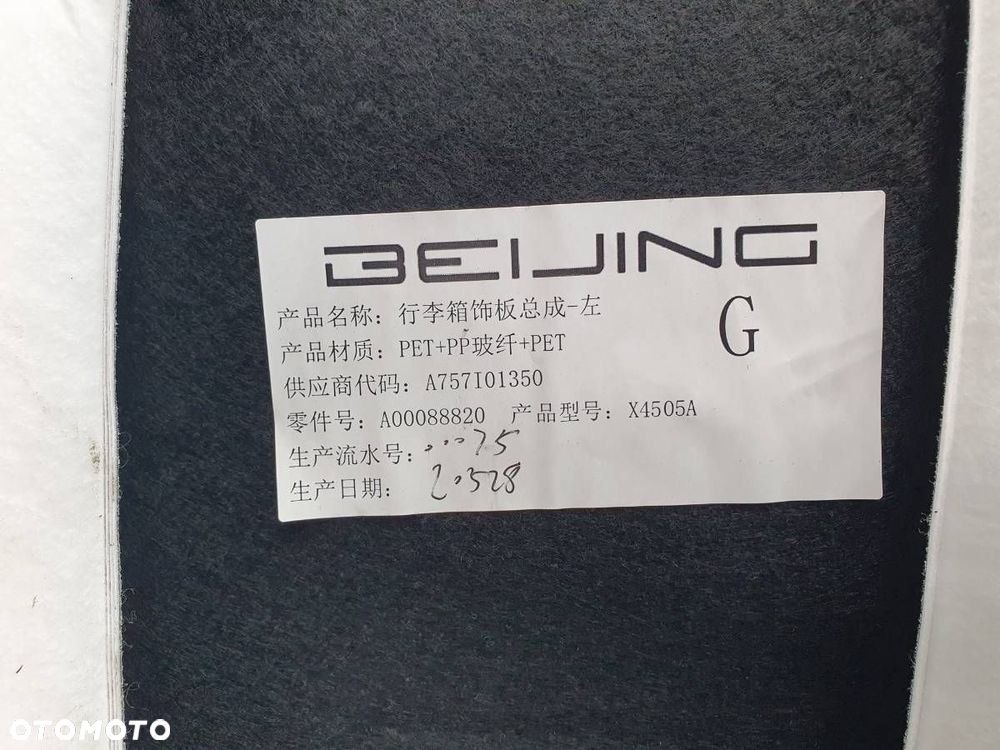 BEIJING
产品名称：行李箱饰板总成-左
G
产品材质：PET+PP玻纤+PET
供应商代码：A757I01350
零件号：A00088820 产品型号：X4505A
生产流水号：00075
生产日期：20528
OTOMOTO